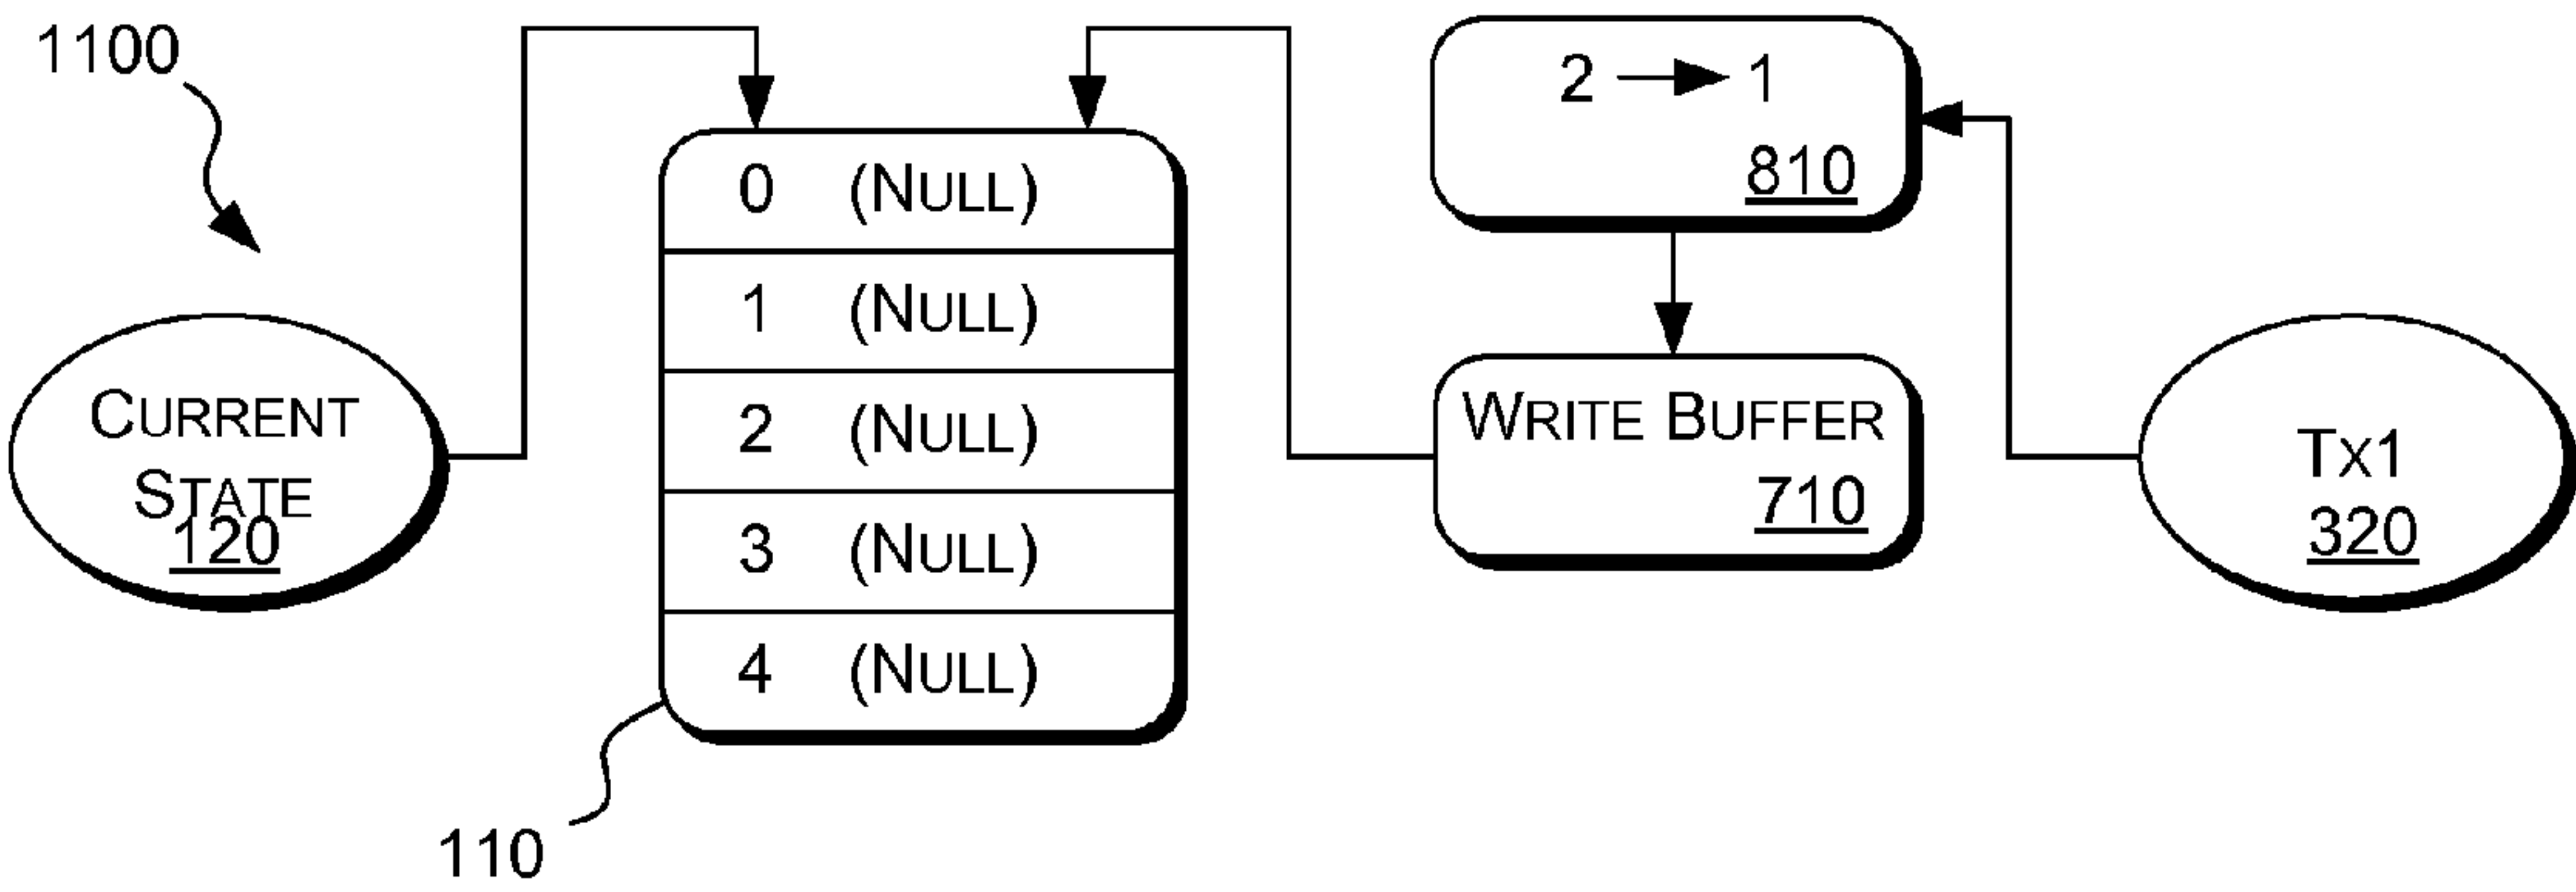 1100
CURRENT
STATE
120
0 (NULL)
1 (NULL)
2 (NULL)
3 (NULL)
4 (NULL)
110
2 → 1
810
WRITE BUFFER
710
TX1
320